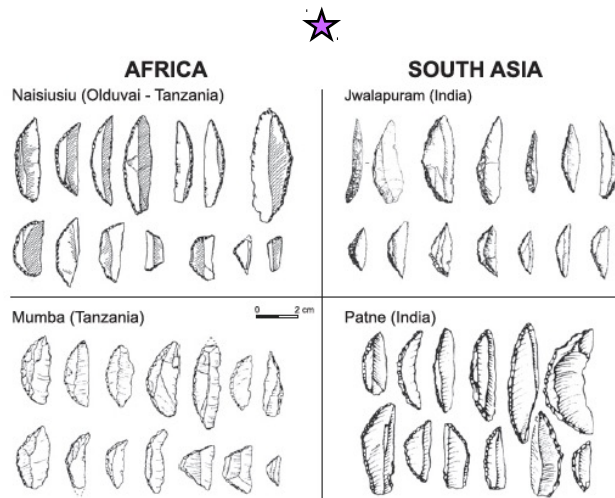 AFRICA
SOUTH ASIA
Naisiusiu (Olduvai - Tanzania)
Jwalapuram (India)
Mumba (Tanzania)
0 2 cm
Patne (India)